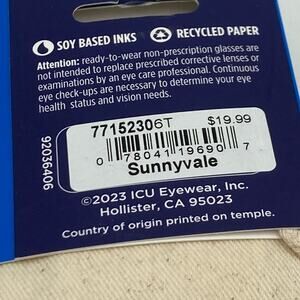 SOY BASED INKS RECYCLED PAPER
Attention: ready-to-wear non-prescription glasses are
not intended to replace prescribed corrective lenses or
examinations by an eye care professional. Continuous
eye check-ups are necessary to determine your eye
health status and vision needs.
92036406
77152306T $19.99
0 78041 19690 7
Sunnyvale
©2023 ICU Eyewear, Inc.
Hollister, CA 95023
Country of origin printed on temple.